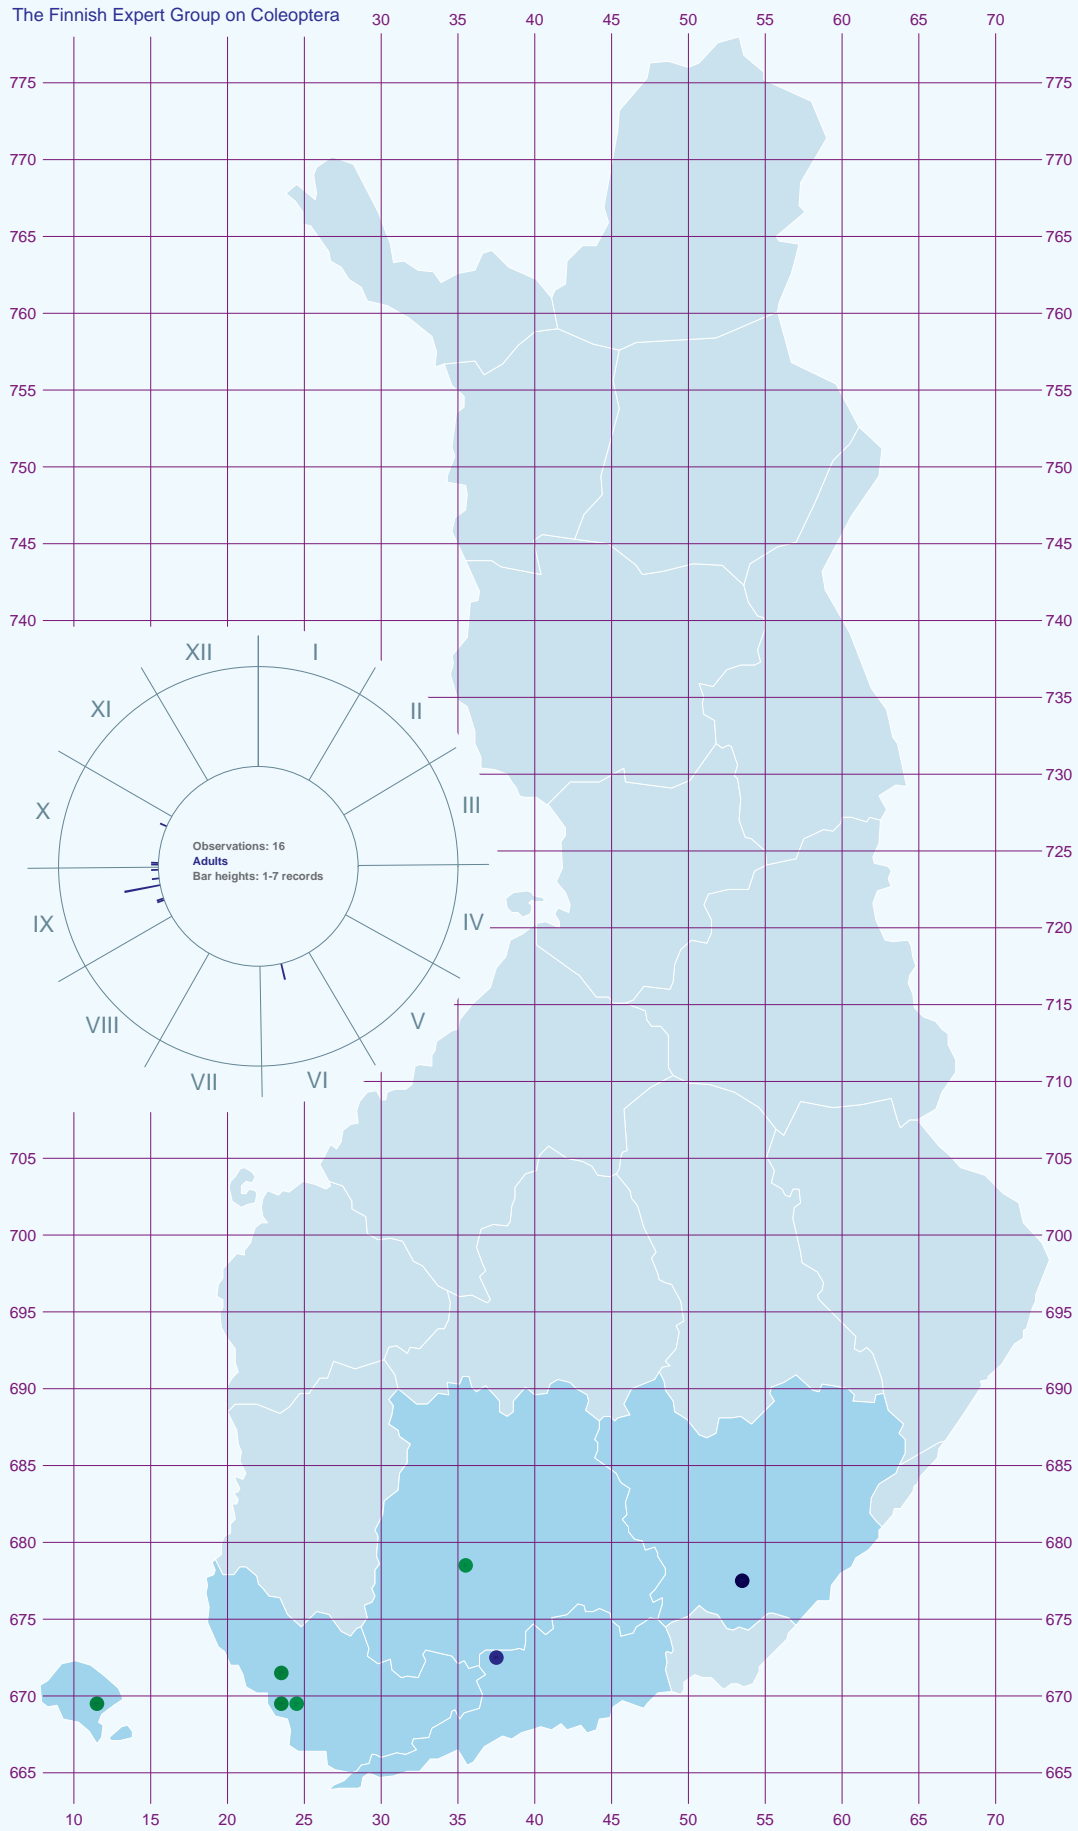 The Finnish Expert Group on Coleoptera
30 35 40 45 50 55 60 65 70
775 775
770 770
765 765
760 760
755 755
750 750
745 745
740 740
XII I
XI II
735
730
X III
Observations: 16
Adults
Bar heights: 1-7 records
725
IX IV
720
VIII V
715
VII VI
710
705 705
700 700
695 695
690 690
685 685
680 680
675 675
670 670
665 665
10 15 20 25 30 35 40 45 50 55 60 65 70